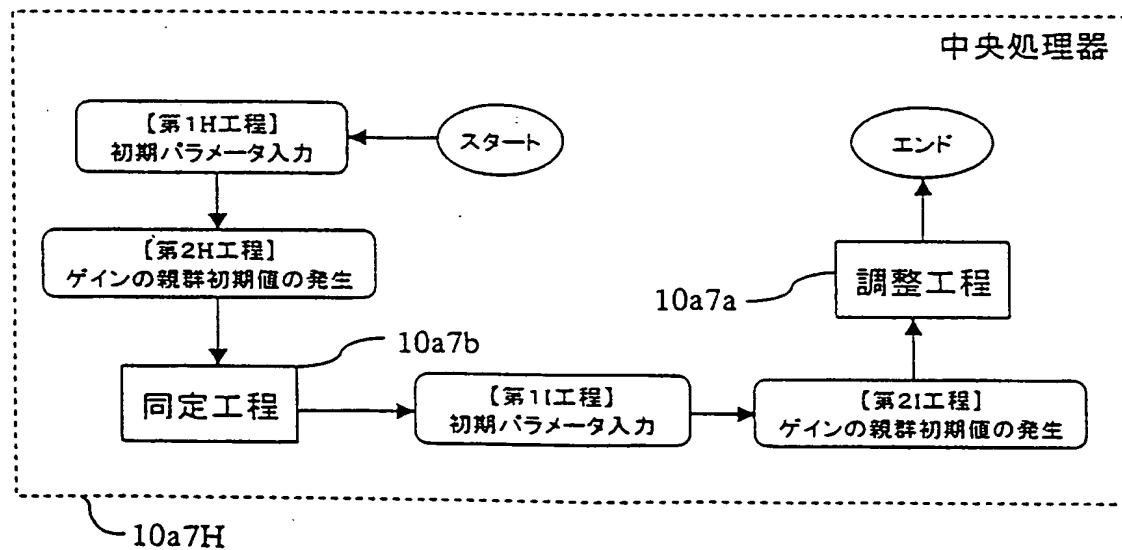 中央処理器
スタート
【第1H工程】
初期パラメータ入力
【第2H工程】
ゲインの親群初期値の発生
10a7b
同定工程
【第1I工程】
初期パラメータ入力
【第2I工程】
ゲインの親群初期値の発生
10a7a
調整工程
エンド
10a7H